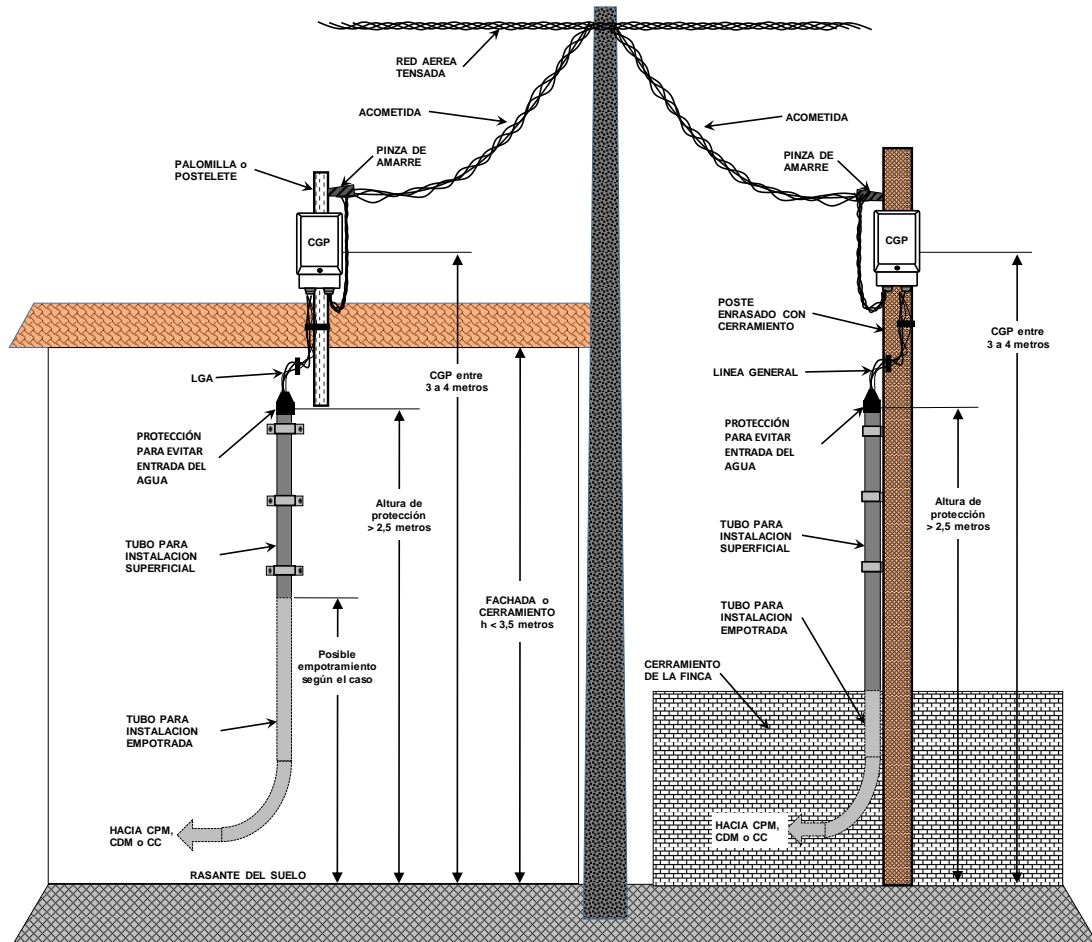 RED AEREA
TENSADA
ACOMETIDA
PINZA DE
AMARRE
PALOMILLA o
POSTELETE
CGP
CGP entre
3 a 4 metros
LGA
PROTECCIÓN
PARA EVITAR
ENTRADA DEL
AGUA
Altura de
protección
> 2,5 metros
TUBO PARA
INSTALACION
SUPERFICIAL
FACHADA o
CERRAMIENTO
h < 3,5 metros
Posible
empotramiento
según el caso
TUBO PARA
INSTALACION
EMPOTRADA
HACIA CPM,
CDM o CC
RASANTE DEL SUELO
ACOMETIDA
PINZA DE
AMARRE
CGP
POSTE
ENRASADO CON
CERRAMIENTO
CGP entre
3 a 4 metros
LINEA GENERAL
PROTECCIÓN
PARA EVITAR
ENTRADA DEL
AGUA
Altura de
protección
> 2,5 metros
TUBO PARA
INSTALACION
SUPERFICIAL
TUBO PARA
INSTALACION
EMPOTRADA
CERRAMIENTO
DE LA FINCA
HACIA CPM,
CDM o CC